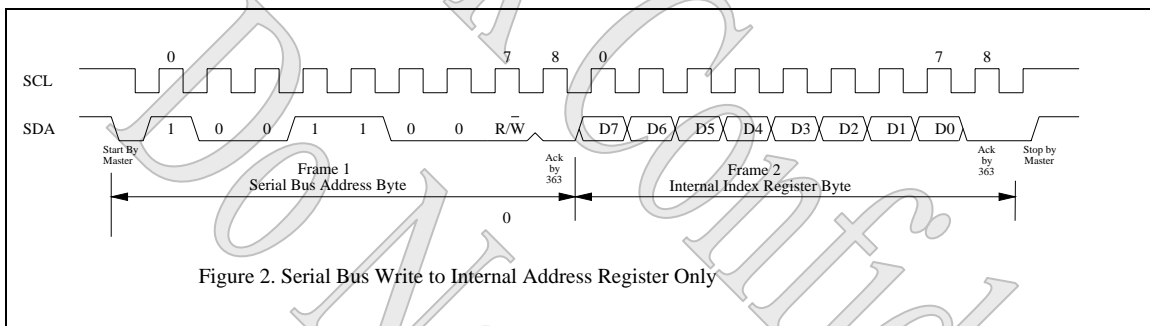 0 7 8 0 7 8
SCL
SDA 1 0 0 1 1 0 0 R/W̅ D7 D6 D5 D4 D3 D2 D1 D0
Start By
Master
Ack
by
363
Ack
by
363
Stop by
Master
Frame 1
Serial Bus Address Byte
Frame 2
Internal Index Register Byte
0
Figure 2. Serial Bus Write to Internal Address Register Only